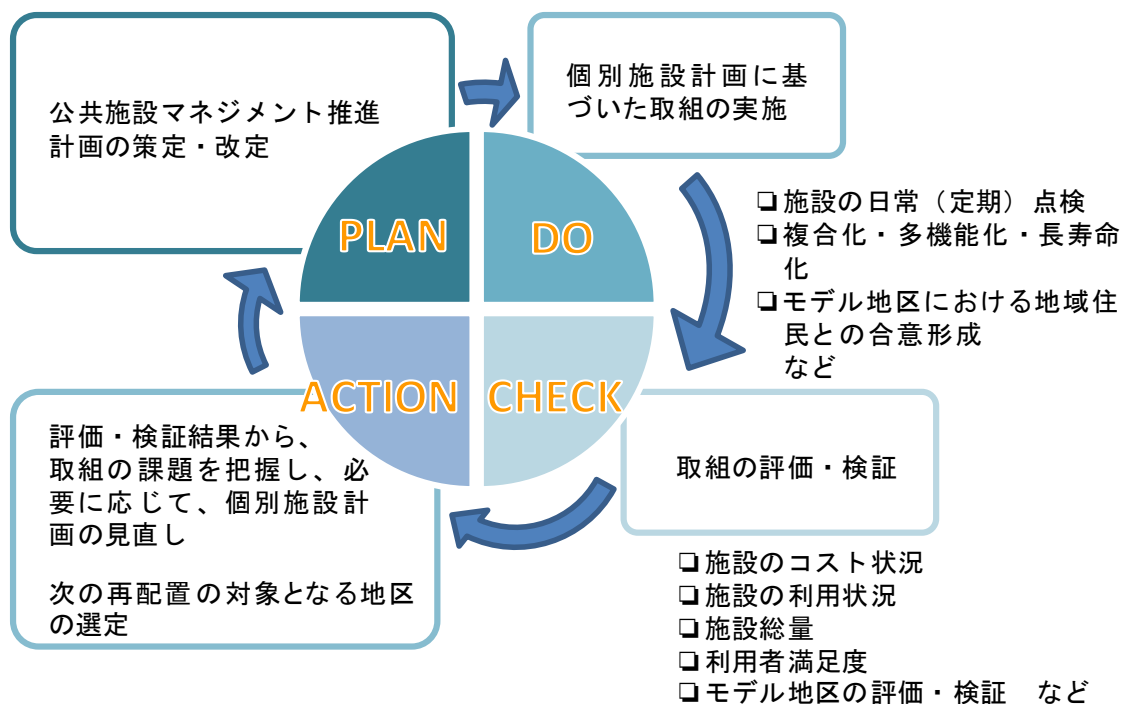 公共施設マネジメント推進
計画の策定・改定
個別施設計画に基
づいた取組の実施
PLAN
DO
❏施設の日常（定期）点検
❏複合化・多機能化・長寿命
化
❏モデル地区における地域住
民との合意形成
など
ACTION
CHECK
評価・検証結果から、
取組の課題を把握し、必
要に応じて、個別施設計
画の見直し
次の再配置の対象となる地区
の選定
取組の評価・検証
❏施設のコスト状況
❏施設の利用状況
❏施設総量
❏利用者満足度
❏モデル地区の評価・検証　など